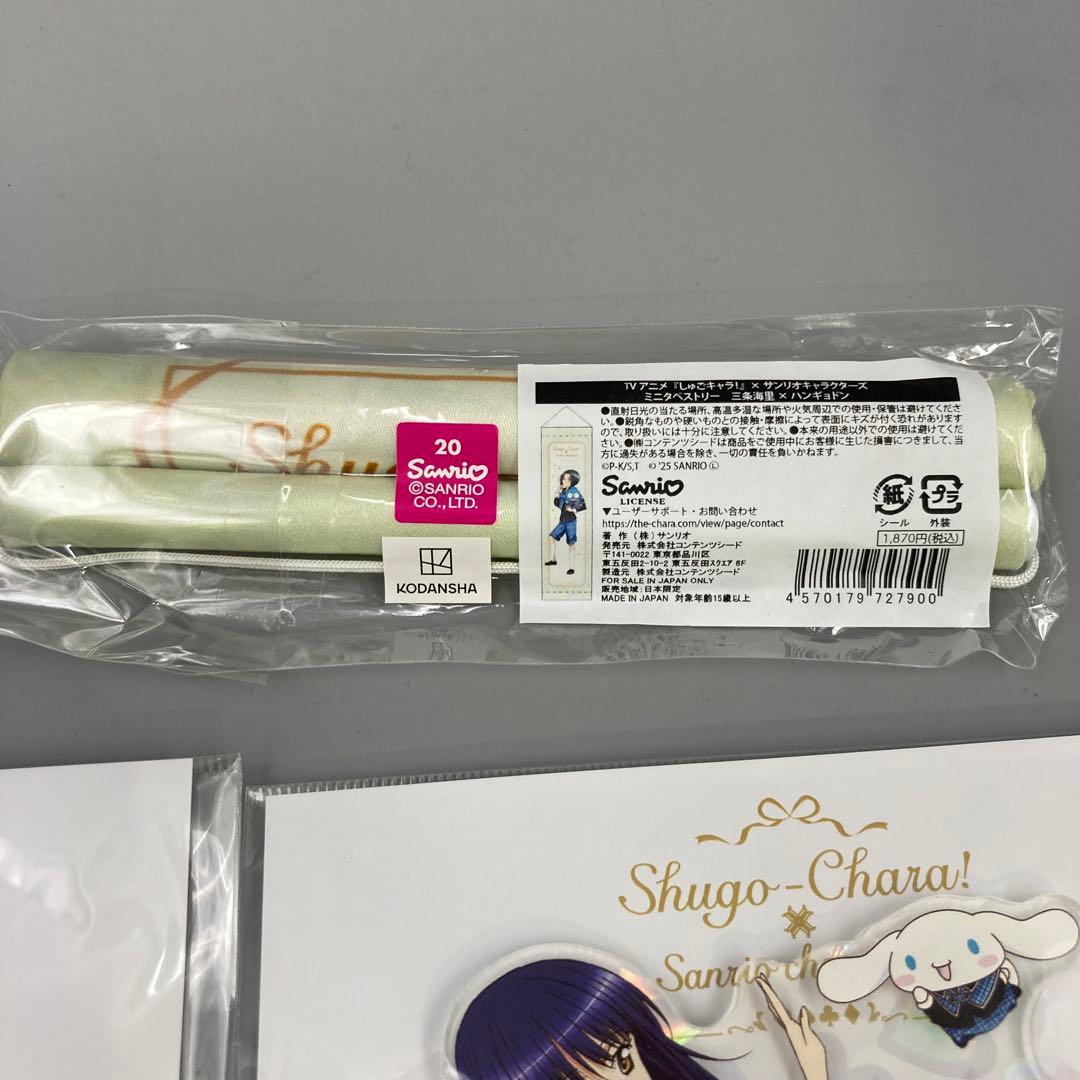 Shu
20
Sanrio
©SANRIO
CO., LTD.
KODANSHA
TV アニメ『しゅごキャラ!』× サンリオキャラクターズ
ミニタペストリー 三条海里 × ハンギョドン
●直射日光の当たる場所、高温多湿な場所や火気周辺での使用・保管は避けてくださ
い。●鋭角なものや硬いものとの接触・摩擦によって表面にキズが付く恐れがあります
ので、取り扱いには十分に注意してください。●本来の用途以外での使用は避けてくだ
さい。●㈱コンテンツシードは商品をご使用中にお客様に生じた損害につきまして、当
方に過失がある場合を除き、一切の責任を負いかねます。
©P-K/S,T © '25 SANRIO Ⓛ
Sanrio
LICENSE
▼ユーザーサポート・お問い合わせ
https://the-chara.com/view/page/contact
著 作 (株) サンリオ
発売元 株式会社コンテンツシード
〒141-0022 東京都品川区
東五反田2-10-2 東五反田スクエア 6F
製造元 株式会社コンテンツシード
FOR SALE IN JAPAN ONLY
販売地域:日本限定
MADE IN JAPAN 対象年齢15歳以上
紙
シール
プラ
外装
1,870円(税込)
4 570179 727900
Shugo-Chara!
Sanrio ch